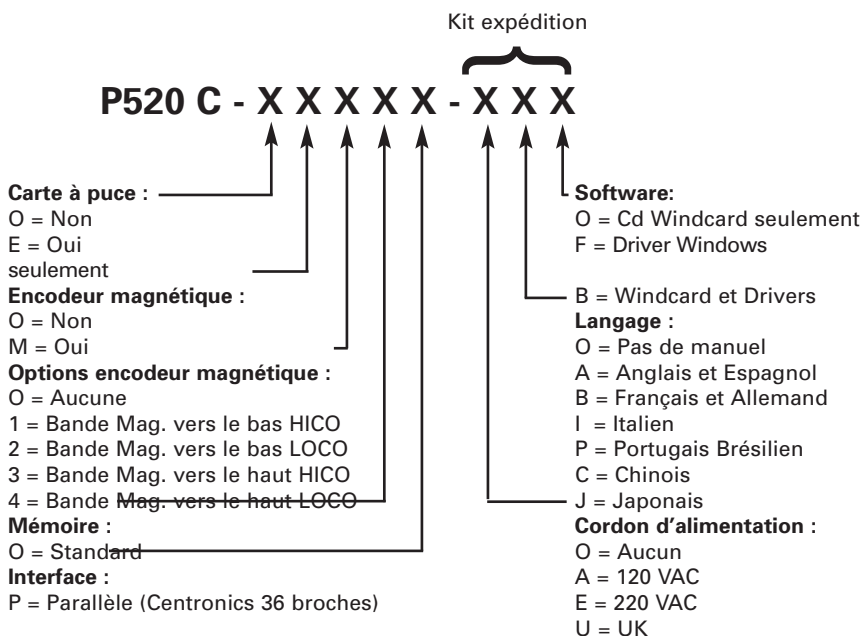 Kit expédition
P520 C - X X X X X - X X X
Carte à puce :
O = Non
E = Oui
seulement
Encodeur magnétique :
O = Non
M = Oui
Options encodeur magnétique :
O = Aucune
1 = Bande Mag. vers le bas HICO
2 = Bande Mag. vers le bas LOCO
3 = Bande Mag. vers le haut HICO
4 = Bande Mag. vers le haut LOCO
Mémoire :
O = Standard
Interface :
P = Parallèle (Centronics 36 broches)
Software:
O = Cd Windcard seulement
F = Driver Windows
B = Windcard et Drivers
Langage :
O = Pas de manuel
A = Anglais et Espagnol
B = Français et Allemand
I = Italien
P = Portugais Brésilien
C = Chinois
J = Japonais
Cordon d'alimentation :
O = Aucun
A = 120 VAC
E = 220 VAC
U = UK